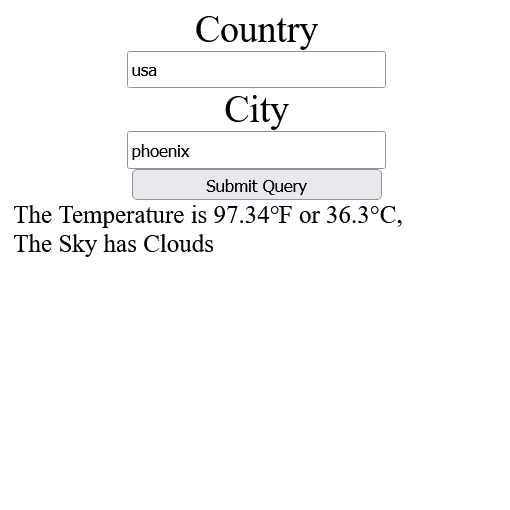 Country
usa
City
phoenix
Submit Query
The Temperature is 97.34°F or 36.3°C,
The Sky has Clouds